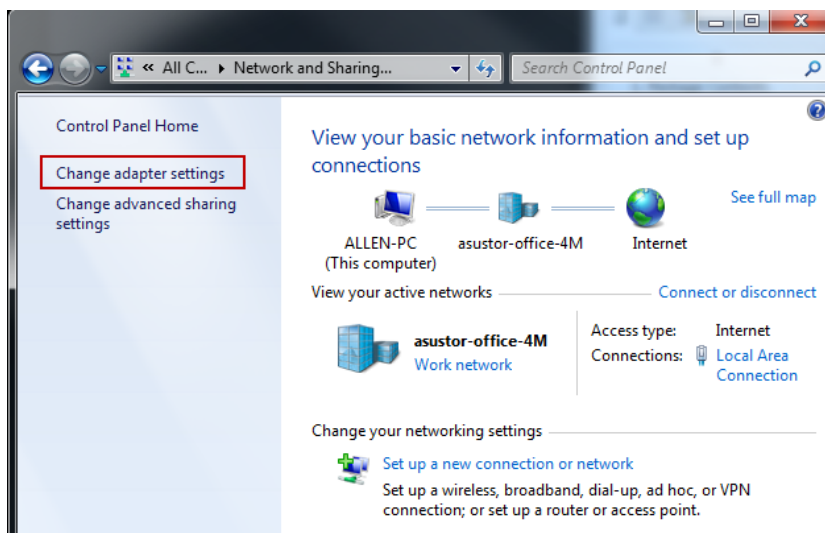 « All C... ▸ Network and Sharing...
Search Control Panel
Control Panel Home
Change adapter settings
Change advanced sharing
settings
View your basic network information and set up
connections
See full map
ALLEN-PC
(This computer)
asustor-office-4M
Internet
View your active networks
Connect or disconnect
asustor-office-4M
Work network
Access type: Internet
Connections: Local Area
Connection
Change your networking settings
Set up a new connection or network
Set up a wireless, broadband, dial-up, ad hoc, or VPN
connection; or set up a router or access point.